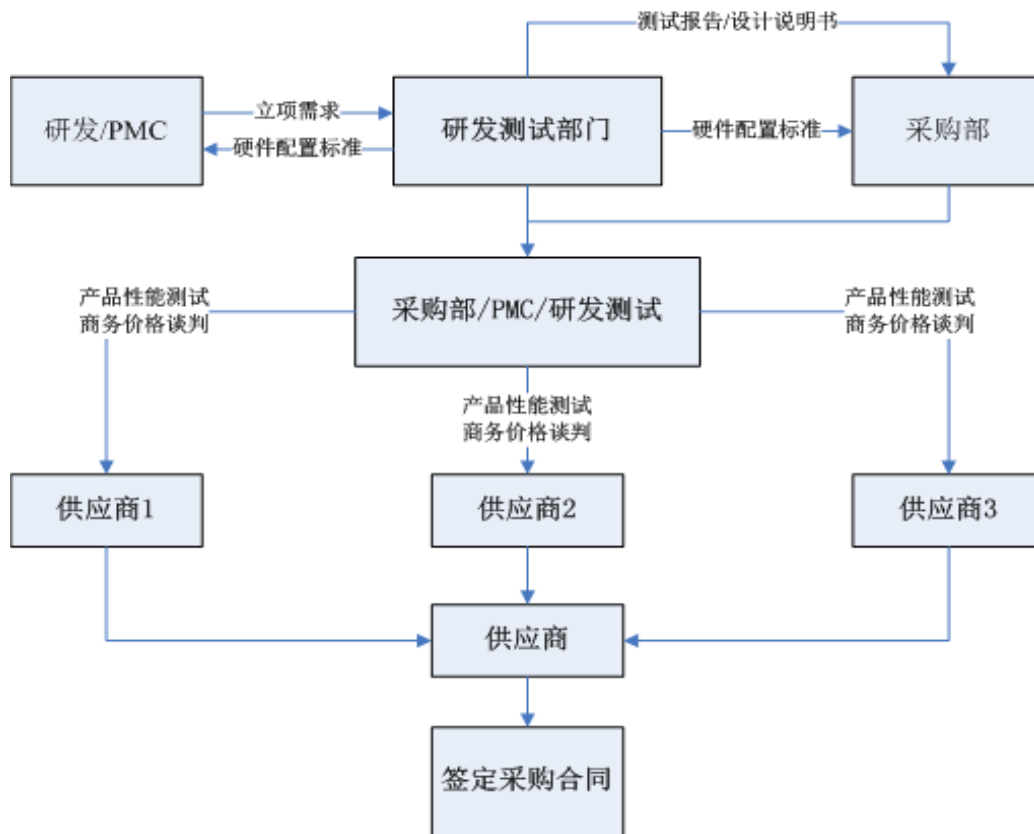 测试报告/设计说明书
研发/PMC
立项需求
硬件配置标准
研发测试部门
硬件配置标准
采购部
采购部/PMC/研发测试
产品性能测试
商务价格谈判
产品性能测试
商务价格谈判
产品性能测试
商务价格谈判
供应商1
供应商2
供应商3
供应商
签定采购合同